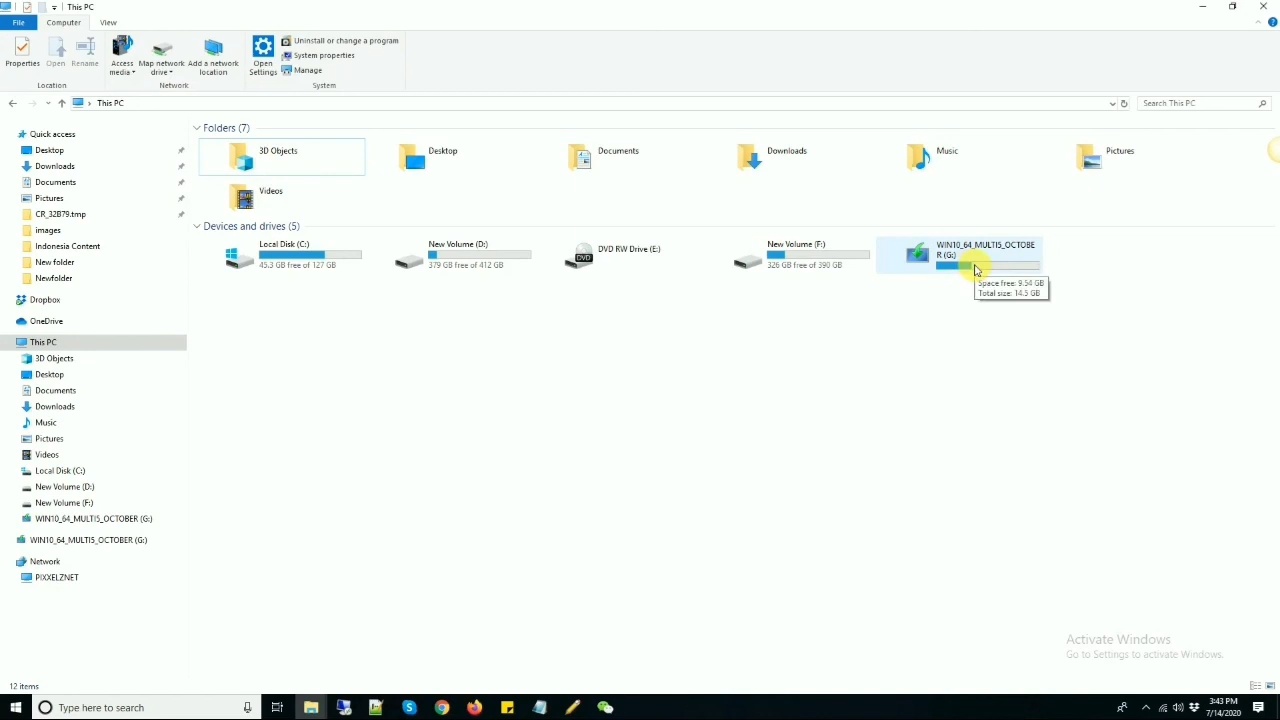 This PC
File
Computer
View
Properties
Open
Rename
Access media
Map network drive
Add a network location
Open Settings
Uninstall or change a program
System properties
Manage
Location
Network
System
This PC
Search This PC
Quick access
Desktop
Downloads
Documents
Pictures
CR_32B79.tmp
images
Indonesia Content
New folder
Newfolder
Dropbox
OneDrive
This PC
3D Objects
Desktop
Documents
Downloads
Music
Pictures
Videos
Local Disk (C:)
New Volume (D:)
New Volume (F:)
WIN10_64_MULTI5_OCTOBER (G:)
WIN10_64_MULTI5_OCTOBER (G:)
Network
PIXXELZNET
Folders (7)
3D Objects
Desktop
Documents
Downloads
Music
Pictures
Videos
Devices and drives (5)
Local Disk (C:)
45.3 GB free of 127 GB
New Volume (D:)
379 GB free of 412 GB
DVD
DVD RW Drive (E:)
New Volume (F:)
326 GB free of 390 GB
WIN10_64_MULTI5_OCTOBE
R (G:)
Space free: 9.54 GB
Total size: 14.5 GB
Activate Windows
Go to Settings to activate Windows.
12 items
Type here to search
3:43 PM
7/14/2020